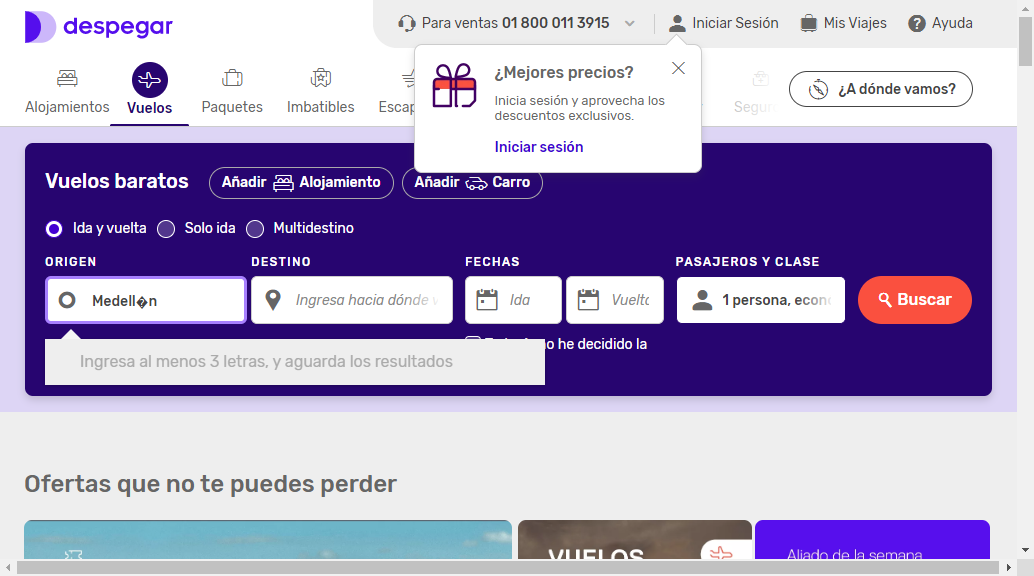 despegar
Para ventas 01 800 011 3915
Iniciar Sesión
Mis Viajes
Ayuda
Alojamientos
Vuelos
Paquetes
Imbatibles
Escap
Segur
¿A dónde vamos?
¿Mejores precios?
Inicia sesión y aprovecha los
descuentos exclusivos.
Iniciar sesión
Vuelos baratos
Añadir Alojamiento
Añadir Carro
Ida y vuelta
Solo ida
Multidestino
ORIGEN
DESTINO
FECHAS
PASAJEROS Y CLASE
Medell�n
Ingresa hacia dónde v
Ida
Vuelta
1 persona, econ
Buscar
no he decidido la
Ingresa al menos 3 letras, y aguarda los resultados
Ofertas que no te puedes perder
VUELOS
Aliado de la semana